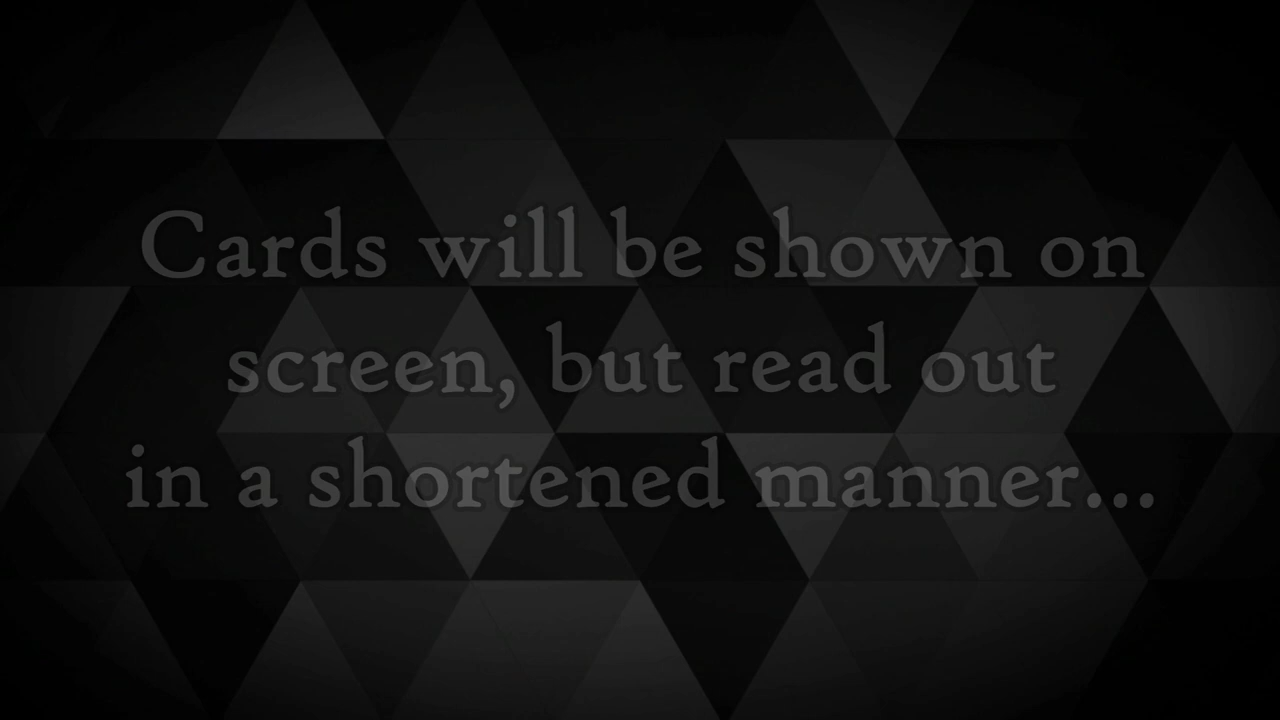 Cards will be shown on
screen, but read out
in a shortened manner...